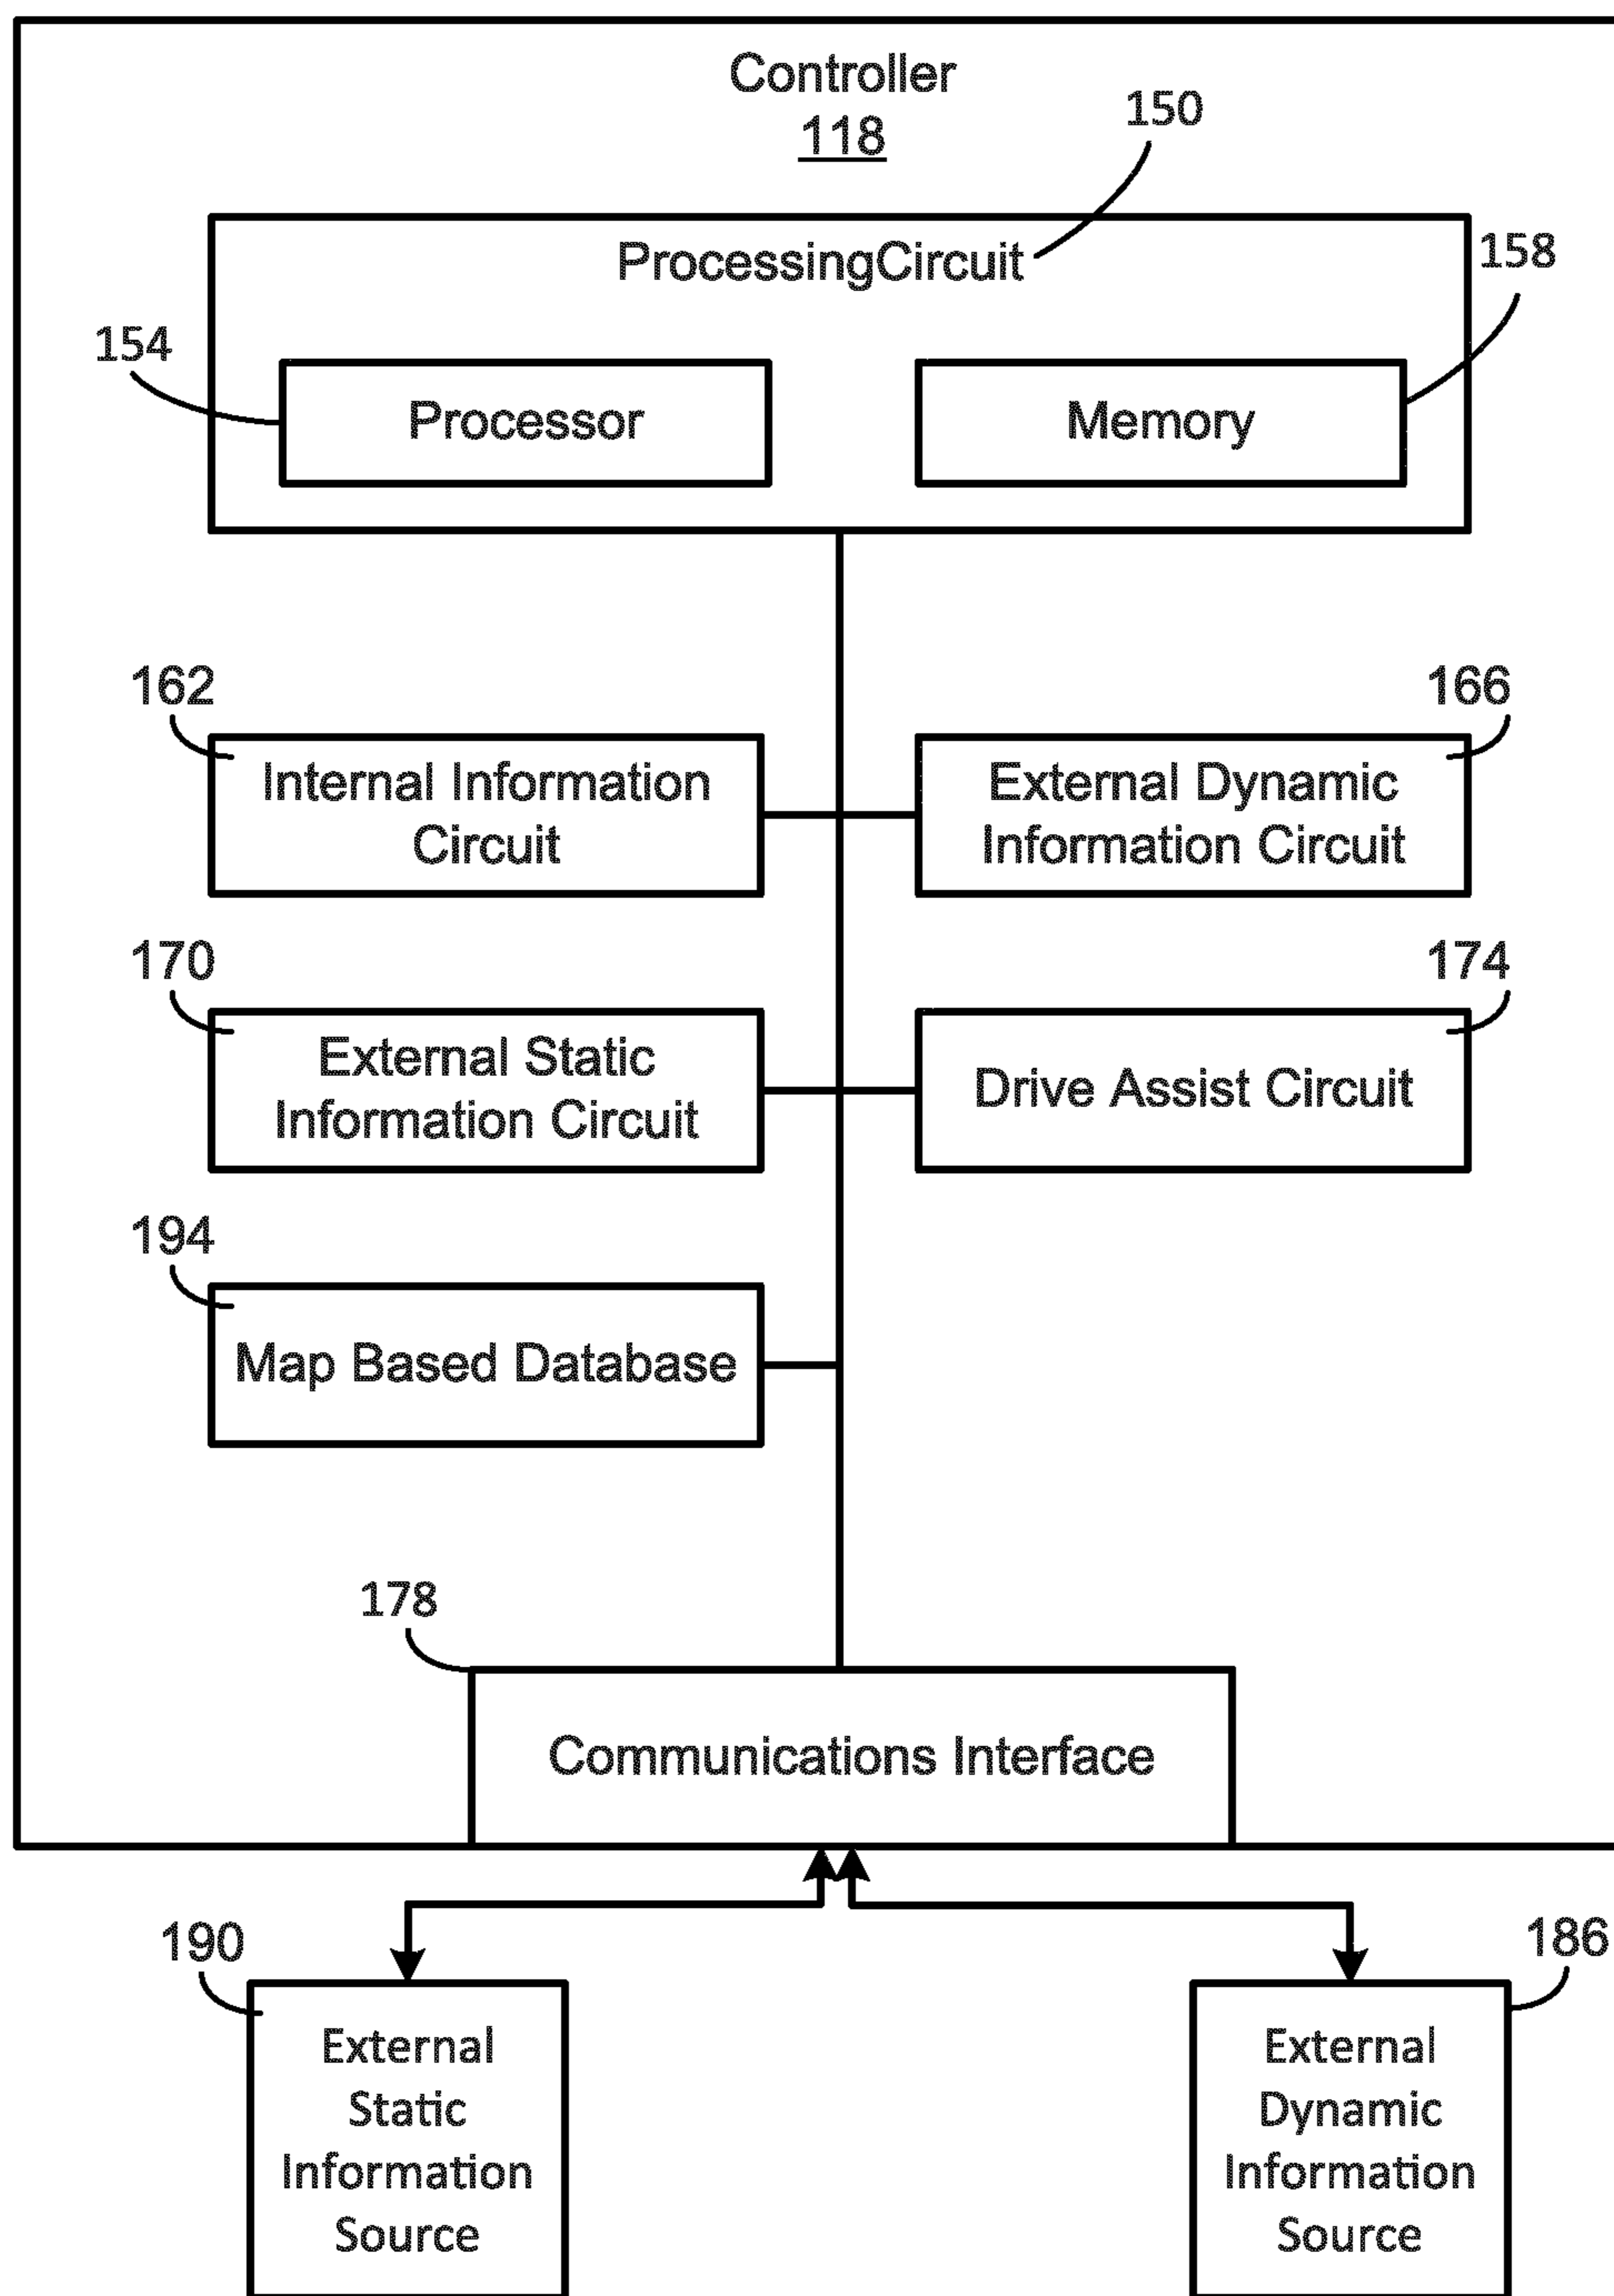 Controller
118
150
ProcessingCircuit
158
154
Processor
Memory
162
166
Internal Information
Circuit
External Dynamic
Information Circuit
170
174
External Static
Information Circuit
Drive Assist Circuit
194
Map Based Database
178
Communications Interface
190
186
External
Static
Information
Source
External
Dynamic
Information
Source